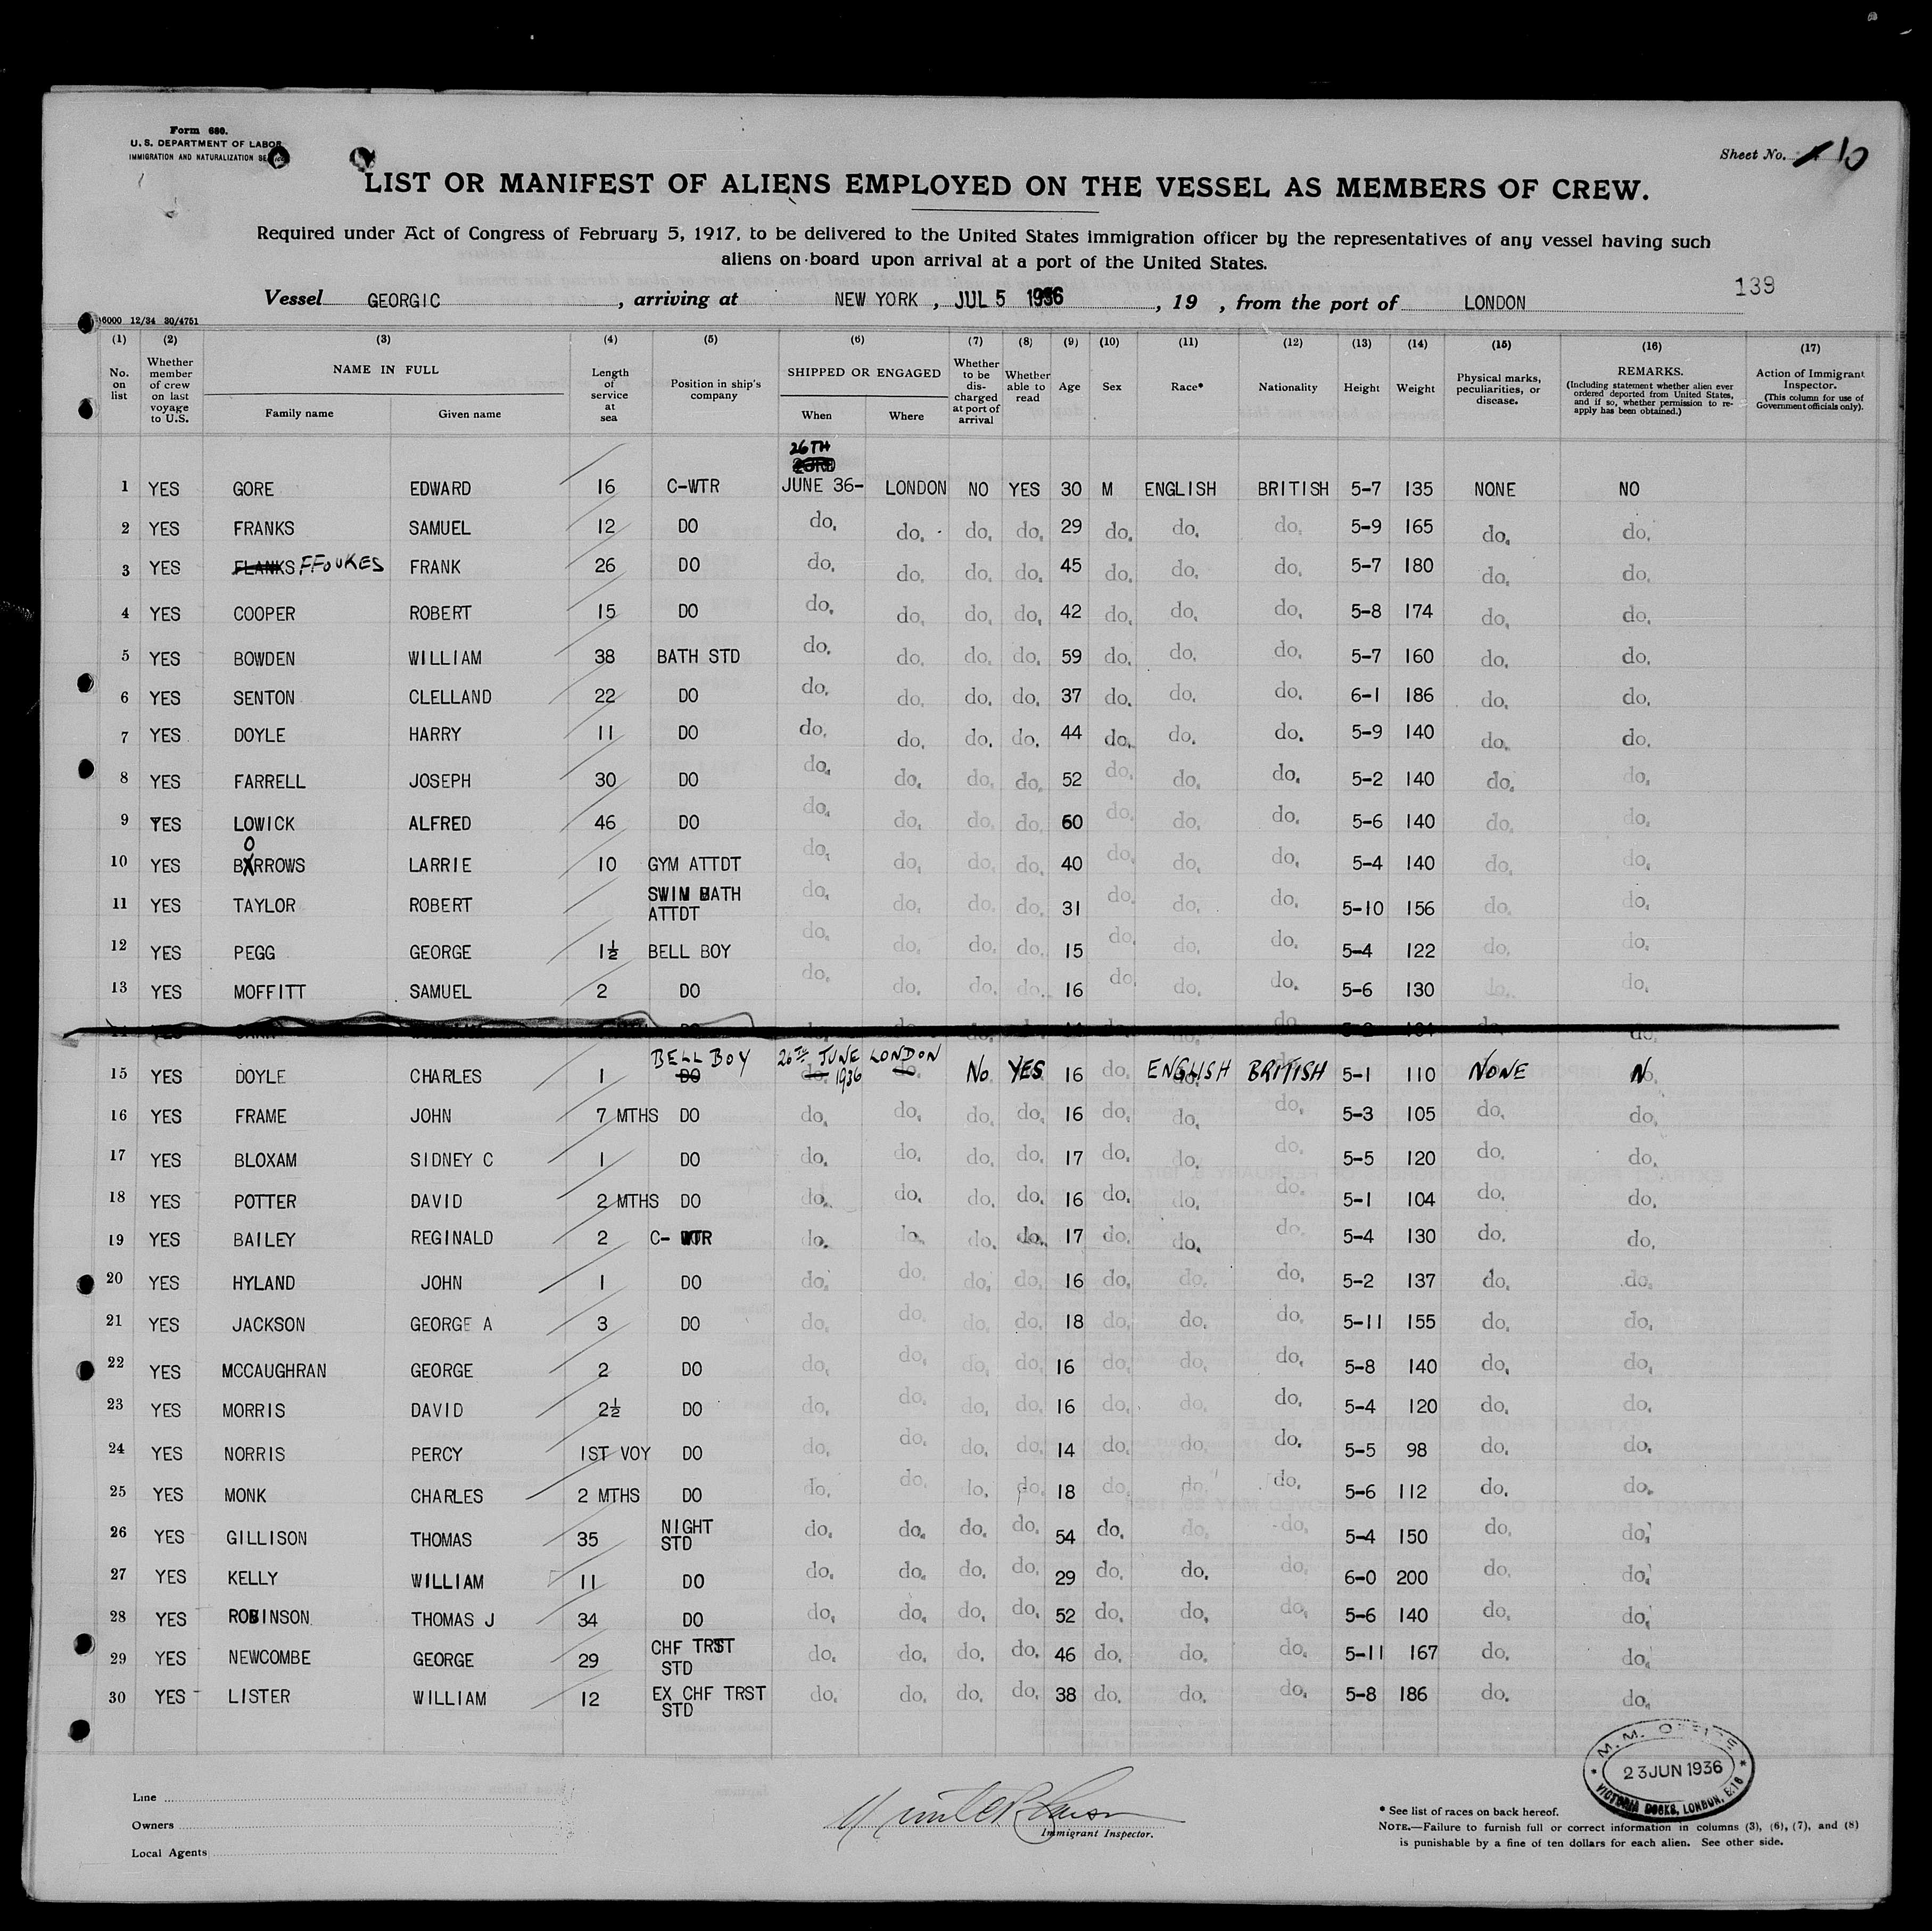 Form 680.
U. S. DEPARTMENT OF LABOR
IMMIGRATION AND NATURALIZATION
Sheet No. 10
LIST OR MANIFEST OF ALIENS EMPLOYED ON THE VESSEL AS MEMBERS OF CREW.
Required under Act of Congress of February 5, 1917, to be delivered to the United States immigration officer by the representatives of any vessel having such
aliens on board upon arrival at a port of the United States.
139
Vessel GEORGIC, arriving at NEW YORK, JUL 5 1936, 19 , from the port of LONDON
16000 12/34 30/4751
(1) (2) (3) (4) (5) (6) (7) (8) (9) (10) (11) (12) (13) (14) (15) (16) (17)
No. on list
Whether member of crew on last voyage to U.S.
NAME IN FULL
Family name Given name
Length of service at sea
Position in ship's company
SHIPPED OR ENGAGED
When Where
Whether to be discharged at port of arrival
Whether able to read
Age
Sex
Race*
Nationality
Height
Weight
Physical marks, peculiarities, or disease.
REMARKS.
(Including statement whether alien ever ordered deported from United States, and if so, whether permission to re-apply has been obtained.)
Action of Immigrant Inspector.
(This column for use of Government officials only).
26TH
1 YES GORE EDWARD 16 C-WTR JUNE 36- LONDON NO YES 30 M ENGLISH BRITISH 5-7 135 NONE NO
2 YES FRANKS SAMUEL 12 DO do. do. do. do. 29 do. do. do. 5-9 165 do. do.
3 YES FLANKS FFOUKES FRANK 26 DO do. do. do. do. 45 do. do. do. 5-7 180 do. do.
4 YES COOPER ROBERT 15 DO do. do. do. do. 42 do. do. do. 5-8 174 do. do.
5 YES BOWDEN WILLIAM 38 BATH STD do. do. do. do. 59 do. do. do. 5-7 160 do. do.
6 YES SENTON CLELLAND 22 DO do. do. do. do. 37 do. do. do. 6-1 186 do. do.
7 YES DOYLE HARRY 11 DO do. do. do. do. 44 do. do. do. 5-9 140 do. do.
8 YES FARRELL JOSEPH 30 DO do. do. do. do. 52 do. do. do. 5-2 140 do. do.
9 YES LOWICK ALFRED 46 DO do. do. do. do. 60 do. do. do. 5-6 140 do. do.
10 YES BORROWS LARRIE 10 GYM ATTDT do. do. do. do. 40 do. do. do. 5-4 140 do. do.
11 YES TAYLOR ROBERT SWIM BATH ATTDT do. do. do. do. 31 do. do. do. 5-10 156 do. do.
12 YES PEGG GEORGE 1½ BELL BOY do. do. do. do. 15 do. do. do. 5-4 122 do. do.
13 YES MOFFITT SAMUEL 2 DO do. do. do. do. 16 do. do. do. 5-6 130 do. do.
15 YES DOYLE CHARLES 1 DO BELL BOY 26TH JUNE 1936 LONDON No YES 16 do. ENGLISH BRITISH 5-1 110 NONE N
16 YES FRAME JOHN 7 MTHS DO do. do. do. do. 16 do. do. do. 5-3 105 do. do.
17 YES BLOXAM SIDNEY C 1 DO do. do. do. do. 17 do. do. do. 5-5 120 do. do.
18 YES POTTER DAVID 2 MTHS DO do. do. do. do. 16 do. do. do. 5-1 104 do. do.
19 YES BAILEY REGINALD 2 C- WTR do. do. do. do. 17 do. do. do. 5-4 130 do. do.
20 YES HYLAND JOHN 1 DO do. do. do. do. 16 do. do. do. 5-2 137 do. do.
21 YES JACKSON GEORGE A 3 DO do. do. do. do. 18 do. do. do. 5-11 155 do. do.
22 YES MCCAUGHRAN GEORGE 2 DO do. do. do. do. 16 do. do. do. 5-8 140 do. do.
23 YES MORRIS DAVID 2½ DO do. do. do. do. 16 do. do. do. 5-4 120 do. do.
24 YES NORRIS PERCY 1ST VOY DO do. do. do. do. 14 do. do. do. 5-5 98 do. do.
25 YES MONK CHARLES 2 MTHS DO do. do. do. do. 18 do. do. do. 5-6 112 do. do.
26 YES GILLISON THOMAS 35 NIGHT STD do. do. do. do. 54 do. do. do. 5-4 150 do. do.
27 YES KELLY WILLIAM 11 DO do. do. do. do. 29 do. do. do. 6-0 200 do. do.
28 YES ROBINSON THOMAS J 34 DO do. do. do. do. 52 do. do. do. 5-6 140 do. do.
29 YES NEWCOMBE GEORGE 29 CHF TRST STD do. do. do. do. 46 do. do. do. 5-11 167 do. do.
30 YES LISTER WILLIAM 12 EX CHF TRST STD do. do. do. do. 38 do. do. do. 5-8 186 do. do.
M. M. OFFICE
23 JUN 1936
VICTORIA DOCKS, LONDON, E.16
Line
Owners
Local Agents
Immigrant Inspector.
* See list of races on back hereof.
NOTE.—Failure to furnish full or correct information in columns (3), (6), (7), and (8)
is punishable by a fine of ten dollars for each alien. See other side.